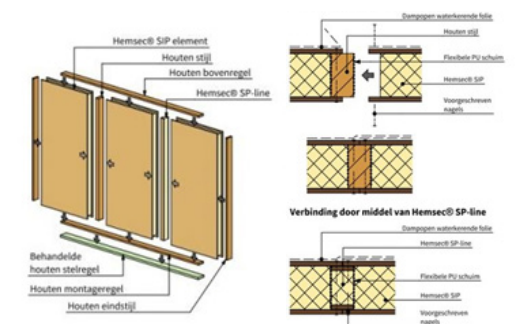 Hemsec® SIP element
Houten stijl
Houten bovenregel
Hemsec® SP-line
Behandelde
houten stelregel
Houten montageregel
Houten eindstijl
Dampopen waterkerende folie
Houten stijl
Flexibele PU schuim
Hemsec® SIP
Voorgeschreven
nagels
Verbinding door middel van Hemsec® SP-line
Dampopen waterkerende folie
Hemsec® SP-line
Flexibele PU schuim
Hemsec® SIP
Voorgeschreven
nagels